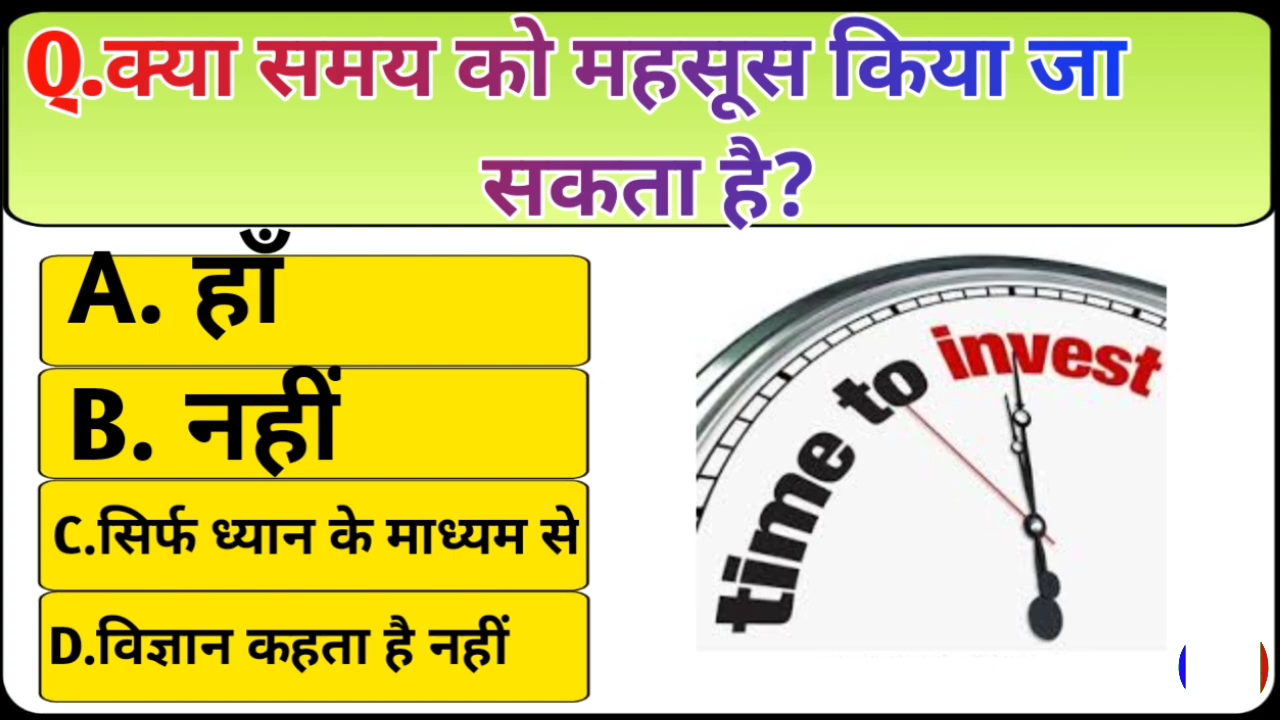 Q.क्या समय को महसूस किया जा
सकता है?
A. हाँ
B. नहीं
C.सिर्फ ध्यान के माध्यम से
D.विज्ञान कहता है नहीं
time to invest